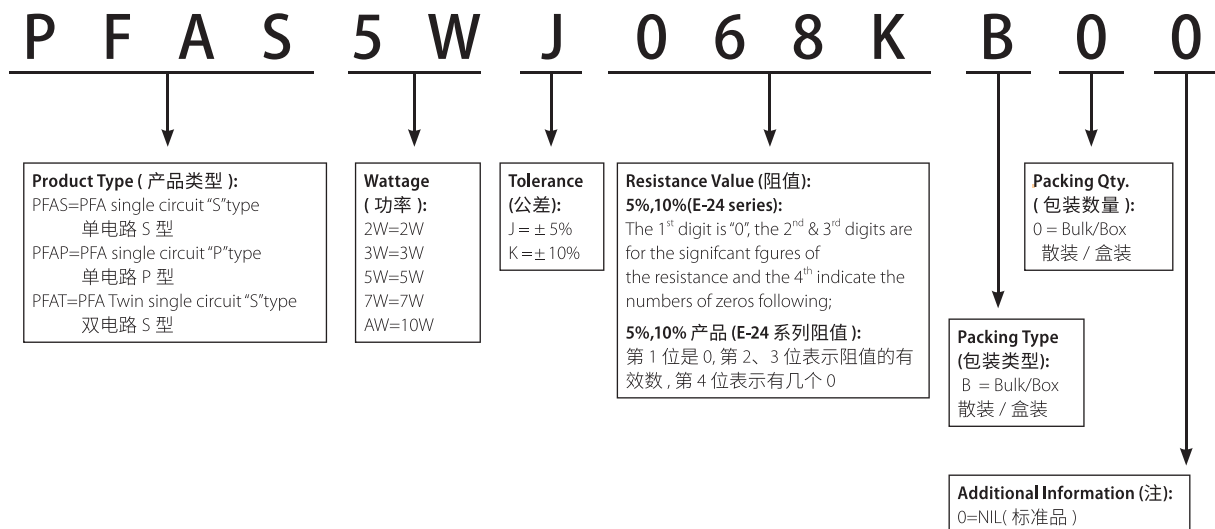 P F A S 5 W J 0 6 8 K B 0 0
Product Type ( 产品类型 ):
PFAS=PFA single circuit “S”type
单电路 S 型
PFAP=PFA single circuit “P”type
单电路 P 型
PFAT=PFA Twin single circuit “S”type
双电路 S 型
Wattage
( 功率 ):
2W=2W
3W=3W
5W=5W
7W=7W
AW=10W
Tolerance
(公差):
J = ± 5%
K = ± 10%
Resistance Value (阻值):
5%,10%(E-24 series):
The 1st digit is “0”, the 2nd & 3rd digits are
for the signifcant fgures of
the resistance and the 4th indicate the
numbers of zeros following;
5%,10% 产品 (E-24 系列阻值 ):
第 1 位是 0, 第 2、3 位表示阻值的有
效数 , 第 4 位表示有几个 0
Packing Type
(包装类型):
B = Bulk/Box
散装 / 盒装
Packing Qty.
( 包装数量 ):
0 = Bulk/Box
散装 / 盒装
Additional Information (注):
0=NIL( 标准品 )